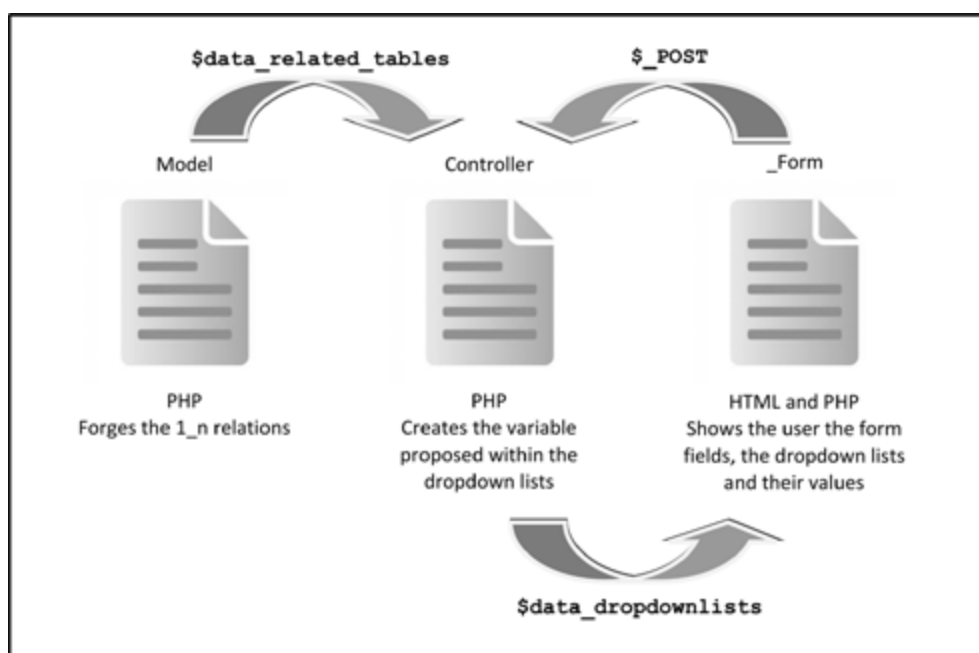 $data_related_tables
$_POST
Model
Controller
_Form
PHP
Forges the 1_n relations
PHP
Creates the variable
proposed within the
dropdown lists
HTML and PHP
Shows the user the form
fields, the dropdown lists
and their values
$data_dropdownlists